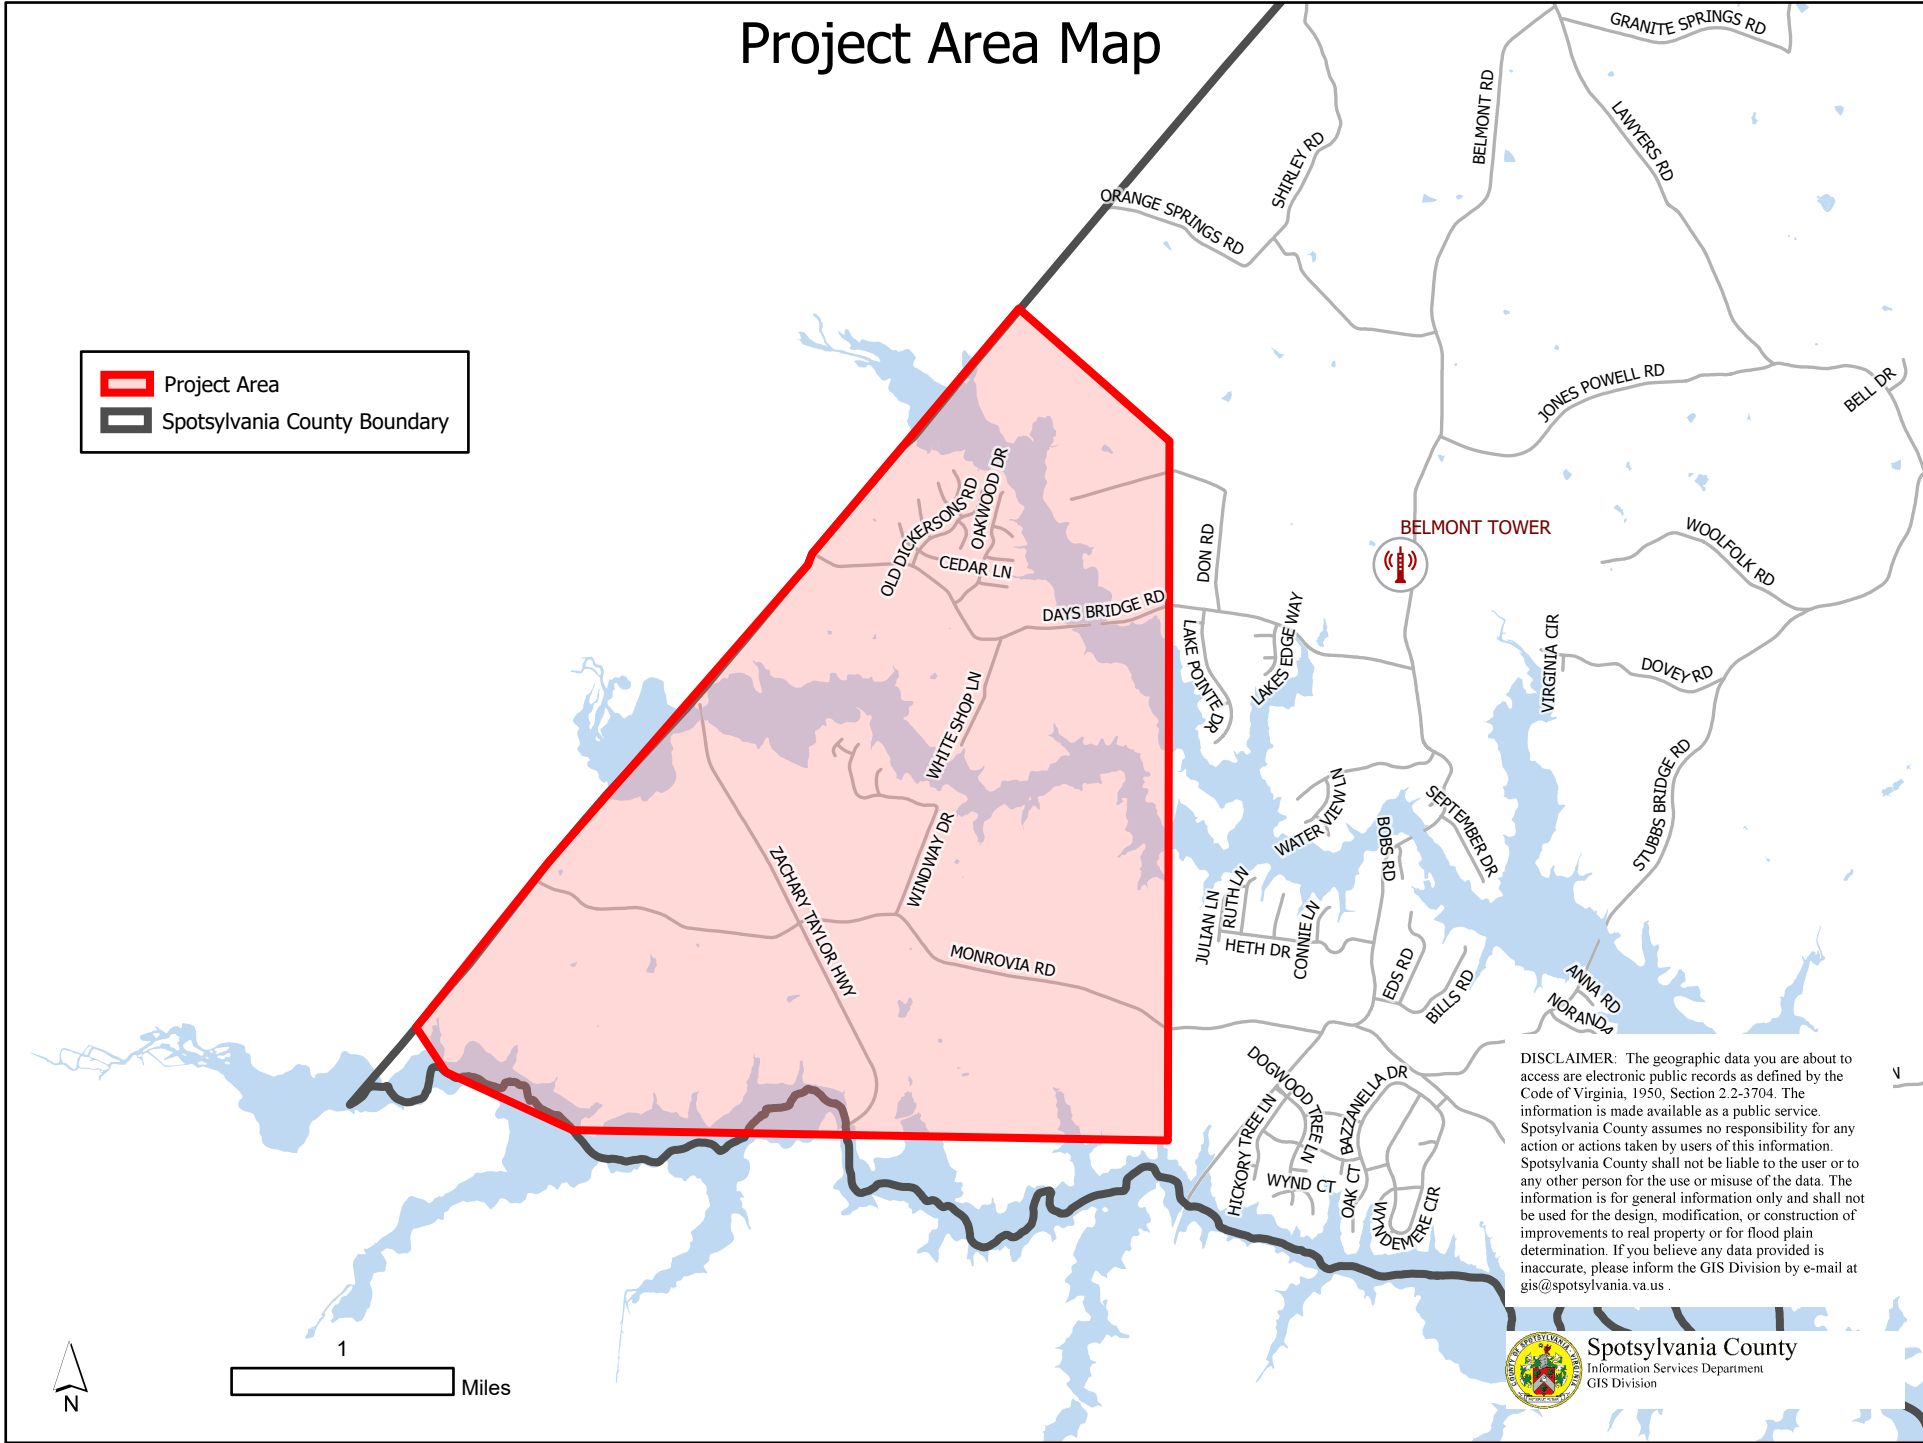 Project Area Map
GRANITE SPRINGS RD
BELMONT RD
LAWYERS RD
SHIRLEY RD
ORANGE SPRINGS RD
Project Area
Spotsylvania County Boundary
JONES POWELL RD
BELL DR
OLD DICKERSONS RD
OAKWOOD DR
CEDAR LN
DON RD
BELMONT TOWER
WOOLFOLK RD
DAYS BRIDGE RD
LAKE POINTE DR
LAKES EDGE WAY
VIRGINIA CIR
DOVEY RD
WHITE SHOP LN
STUBBS BRIDGE RD
WATER VIEW LN
SEPTEMBER DR
BOBS RD
WINDWAY DR
ZACHARY TAYLOR HWY
JULIAN LN
RUTH LN
HETH DR
CONNIE LN
MONROVIA RD
EDS RD
BILLS RD
ANNA RD
NORANDA
DOGWOOD TREE LN
BAZZANELLA DR
HICKORY TREE LN
WYND CT
OAK CT
WYNDEMERE CIR
N
DISCLAIMER: The geographic data you are about to
access are electronic public records as defined by the
Code of Virginia, 1950, Section 2.2-3704. The
information is made available as a public service.
Spotsylvania County assumes no responsibility for any
action or actions taken by users of this information.
Spotsylvania County shall not be liable to the user or to
any other person for the use or misuse of the data. The
information is for general information only and shall not
be used for the design, modification, or construction of
improvements to real property or for flood plain
determination. If you believe any data provided is
inaccurate, please inform the GIS Division by e-mail at
gis@spotsylvania.va.us .
1
Miles
N
Spotsylvania County
Information Services Department
GIS Division